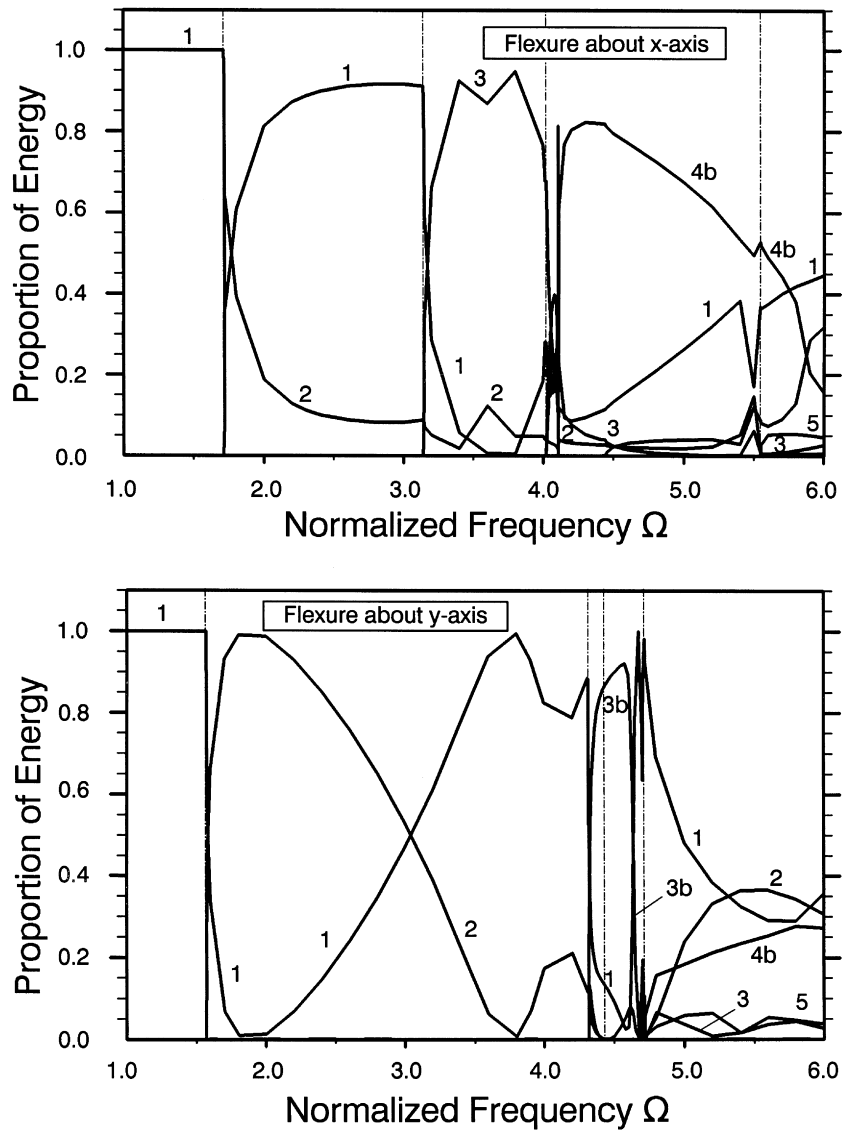 1
Flexure about x-axis
1.0
1
3
0.8
4b
0.6
4b
1
0.4
1
1
2
2
0.2
2
3
5
3
0.0
1.0 2.0 3.0 4.0 5.0 6.0
Proportion of Energy
Normalized Frequency Ω
1
Flexure about y-axis
1.0
0.8
3b
0.6
1
0.4
3b
2
1
2
4b
0.2
1
1
3
5
0.0
1.0 2.0 3.0 4.0 5.0 6.0
Proportion of Energy
Normalized Frequency Ω